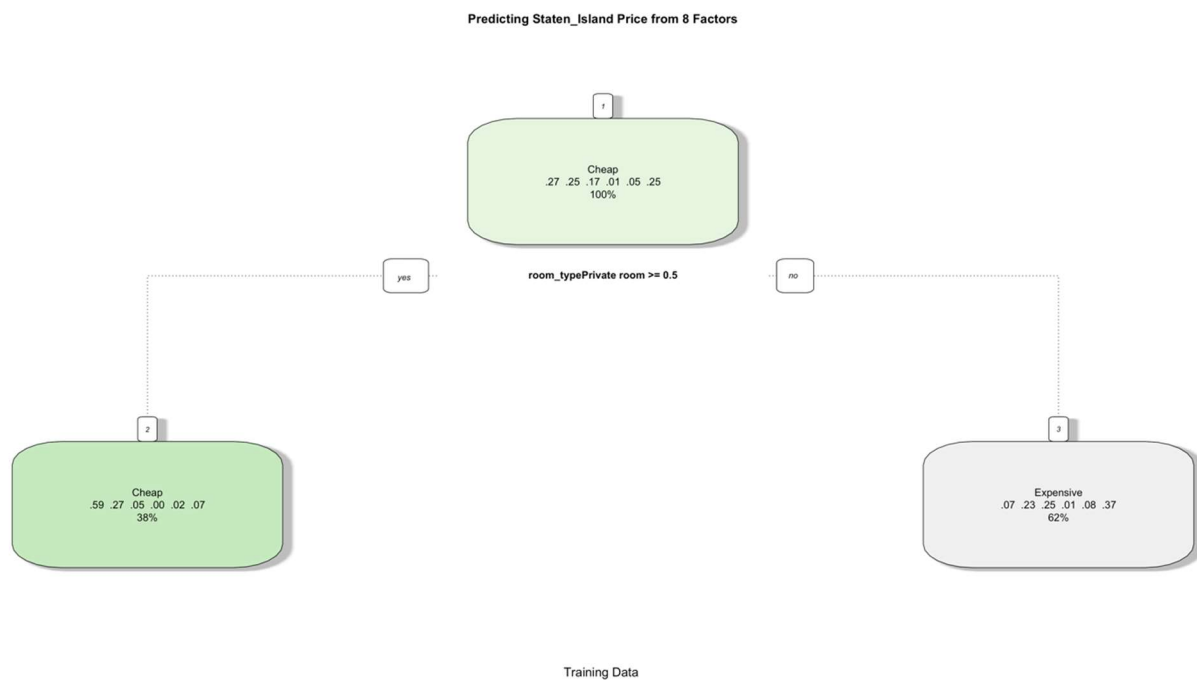 Predicting Staten_Island Price from 8 Factors
1
Cheap
.27 .25 .17 .01 .05 .25
100%
yes
room_typePrivate room >= 0.5
no
2
3
Cheap
.59 .27 .05 .00 .02 .07
38%
Expensive
.07 .23 .25 .01 .08 .37
62%
Training Data